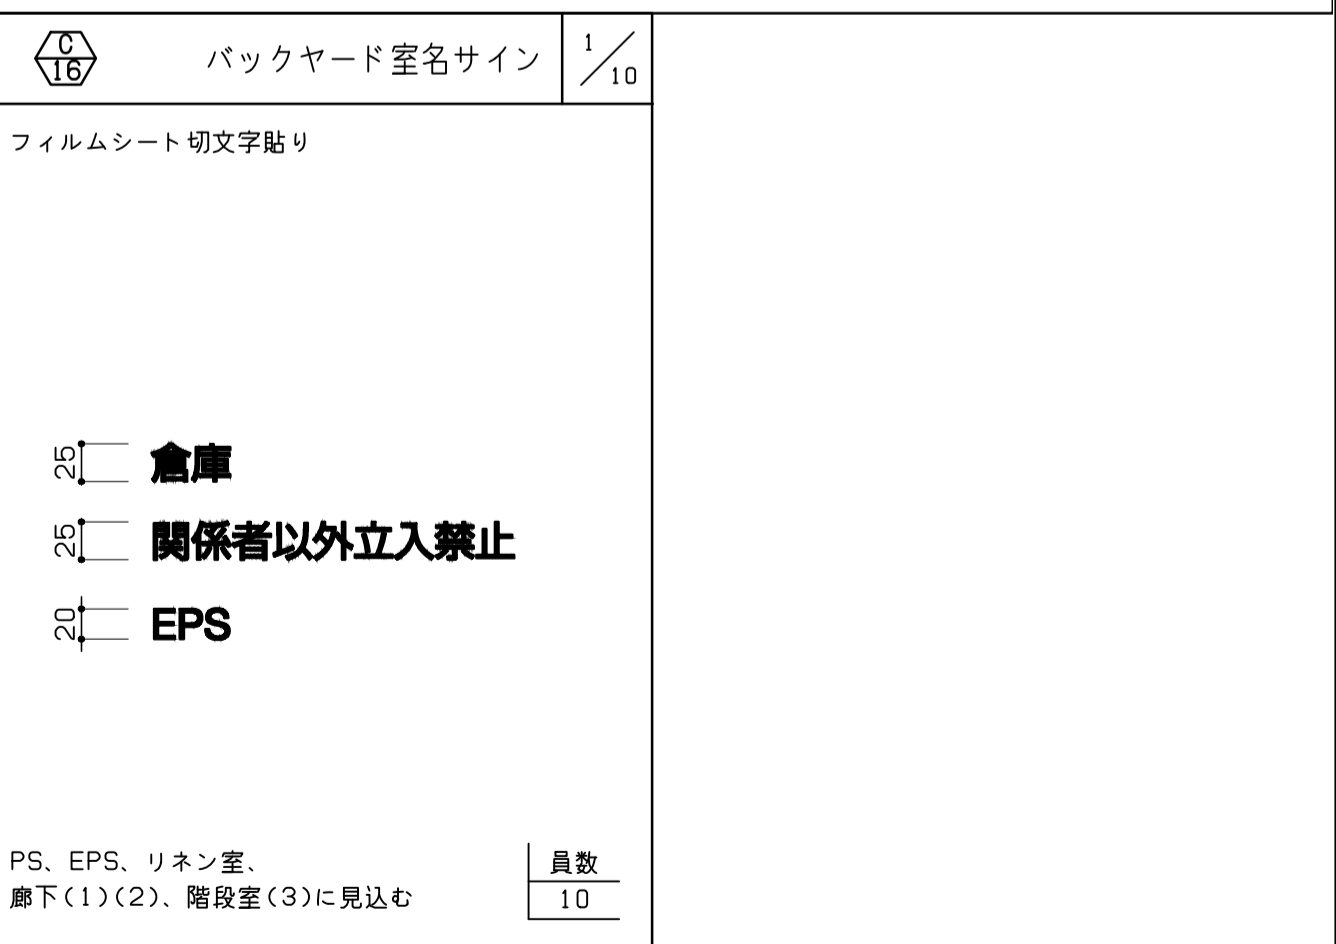 C
16
バックヤード室名サイン
1/10
フィルムシート切文字貼り
25
倉庫
25
関係者以外立入禁止
20
EPS
PS、EPS、リネン室、
廊下(1)(2)、階段室(3)に見込む
員数
10